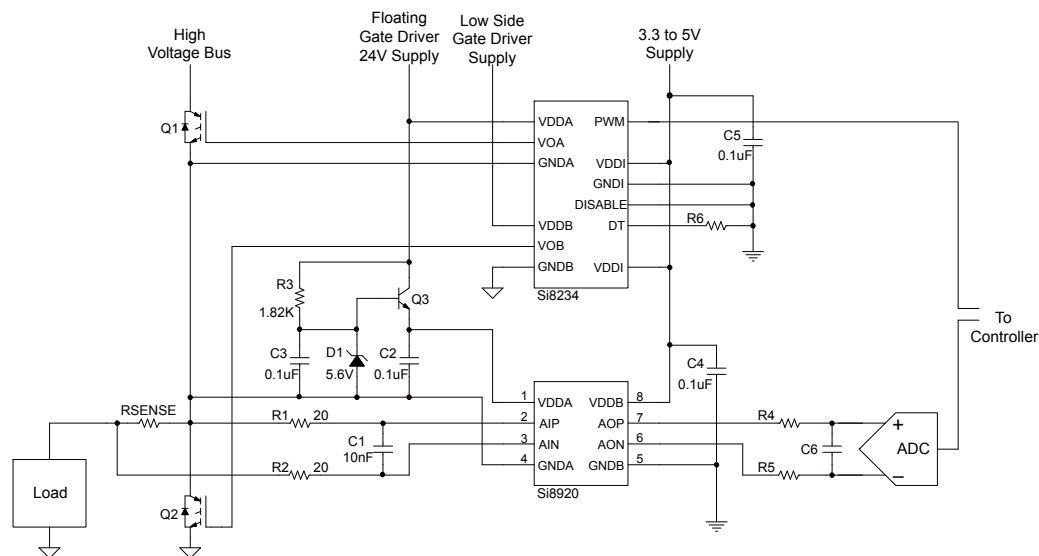 High
Voltage Bus
Floating
Gate Driver
24V Supply
Low Side
Gate Driver
Supply
3.3 to 5V
Supply
Q1
VDDA
VOA
GNDA
VDDB
VOB
GNDB
PWM
VDDI
GNDI
DISABLE
DT
VDDI
Si8234
C5
0.1uF
R6
R3
1.82K
Q3
C3
0.1uF
D1
5.6V
C2
0.1uF
C4
0.1uF
To
Controller
RSENSE
R1 20
C1
10nF
R2 20
1
2
3
4
VDDA
AIP
AIN
GNDA
VDDB
AOP
AON
GNDB
8
7
6
5
Si8920
R4
C6
R5
+
ADC
−
Load
Q2